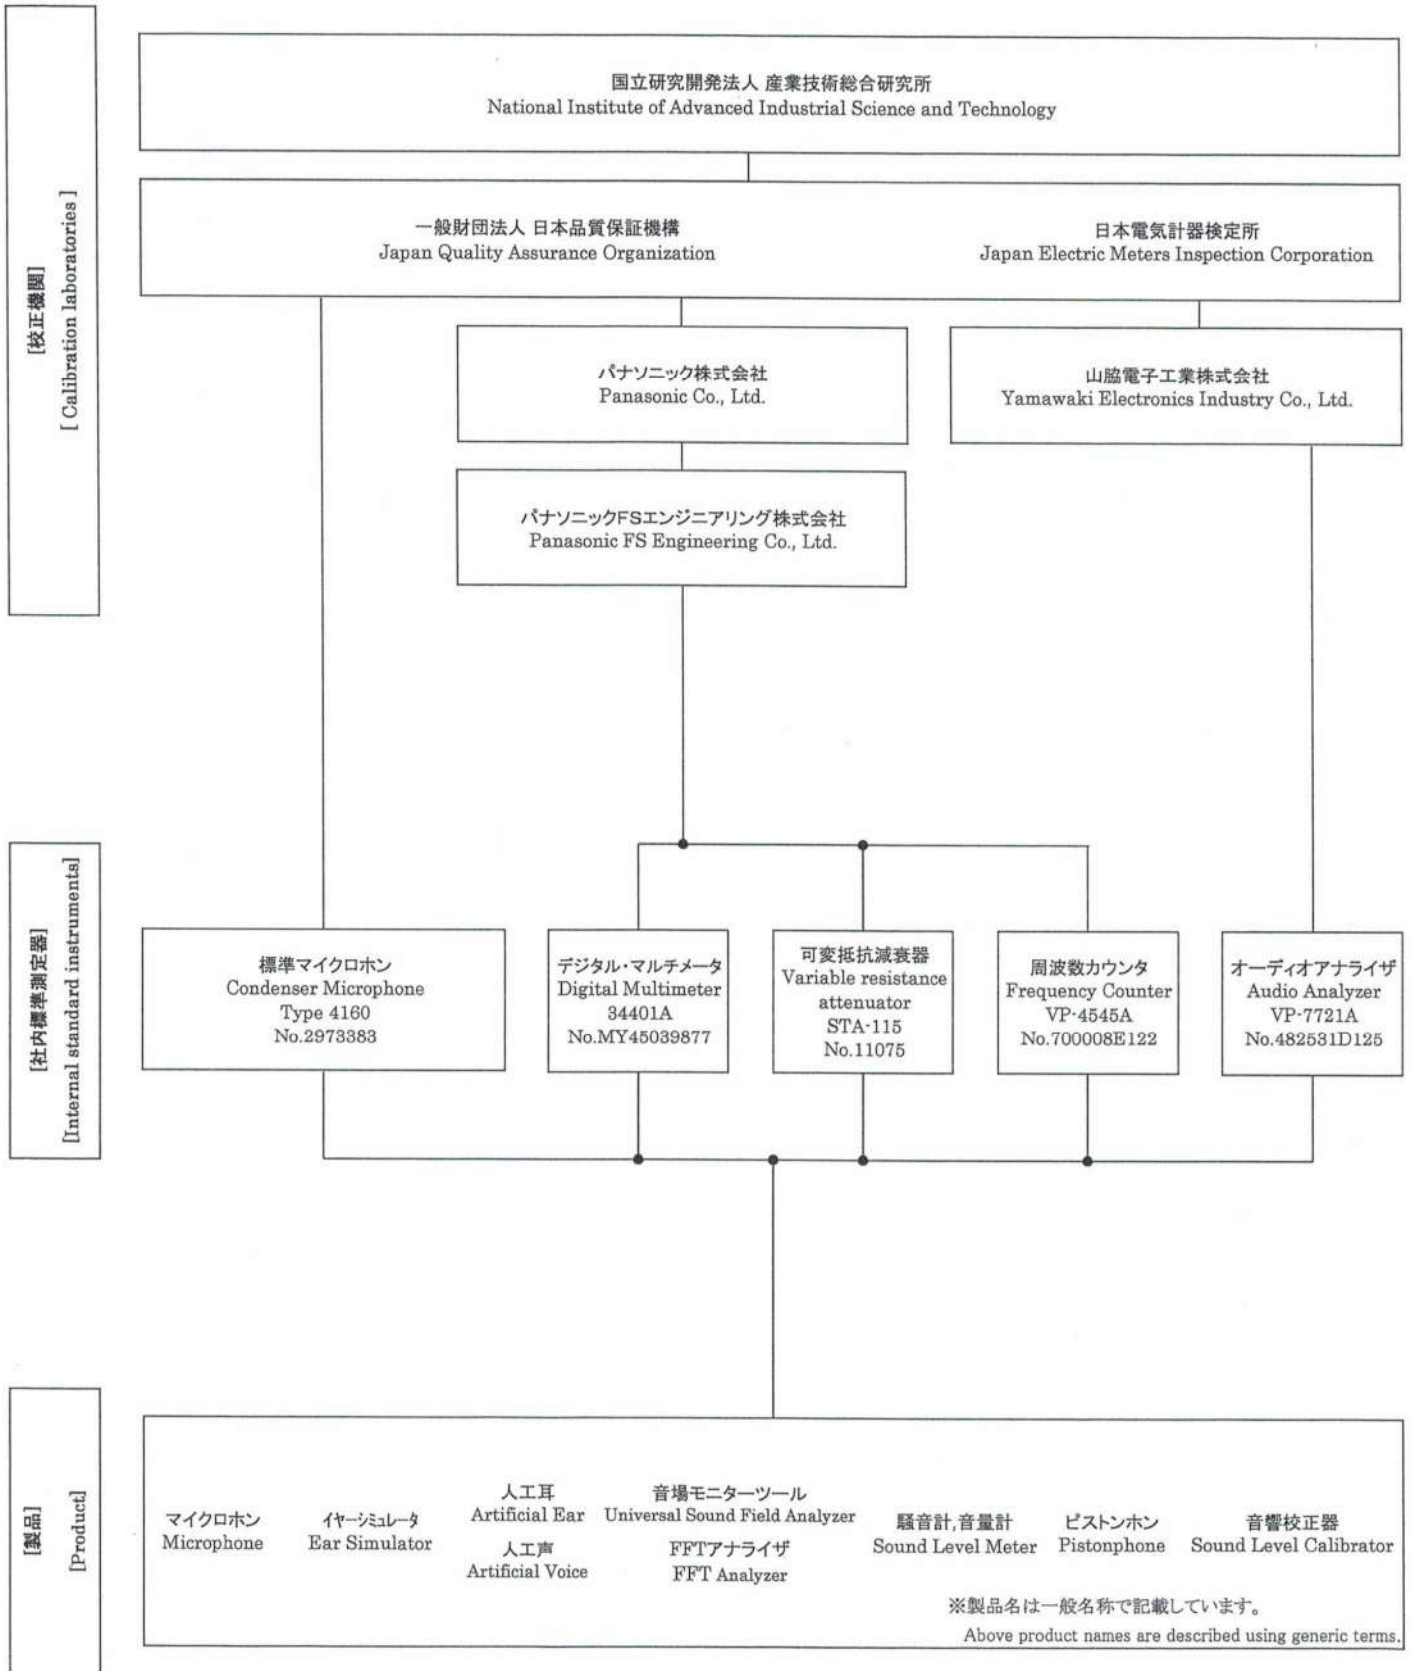 [校正機関]
[ Calibration laboratories ]
国立研究開発法人 産業技術総合研究所
National Institute of Advanced Industrial Science and Technology
一般財団法人 日本品質保証機構
Japan Quality Assurance Organization
日本電気計器検定所
Japan Electric Meters Inspection Corporation
パナソニック株式会社
Panasonic Co., Ltd.
山脇電子工業株式会社
Yamawaki Electronics Industry Co., Ltd.
パナソニックFSエンジニアリング株式会社
Panasonic FS Engineering Co., Ltd.
[社内標準測定器]
[Internal standard instruments]
標準マイクロホン
Condenser Microphone
Type 4160
No.2973383
デジタル・マルチメータ
Digital Multimeter
34401A
No.MY45039877
可変抵抗減衰器
Variable resistance
attenuator
STA-115
No.11075
周波数カウンタ
Frequency Counter
VP-4545A
No.700008E122
オーディオアナライザ
Audio Analyzer
VP-7721A
No.482531D125
[製品]
[Product]
マイクロホン
Microphone
イヤーシミュレータ
Ear Simulator
人工耳
Artificial Ear
人工声
Artificial Voice
音場モニターツール
Universal Sound Field Analyzer
FFTアナライザ
FFT Analyzer
騒音計,音量計
Sound Level Meter
ピストンホン
Pistonphone
音響校正器
Sound Level Calibrator
※製品名は一般名称で記載しています。
Above product names are described using generic terms.